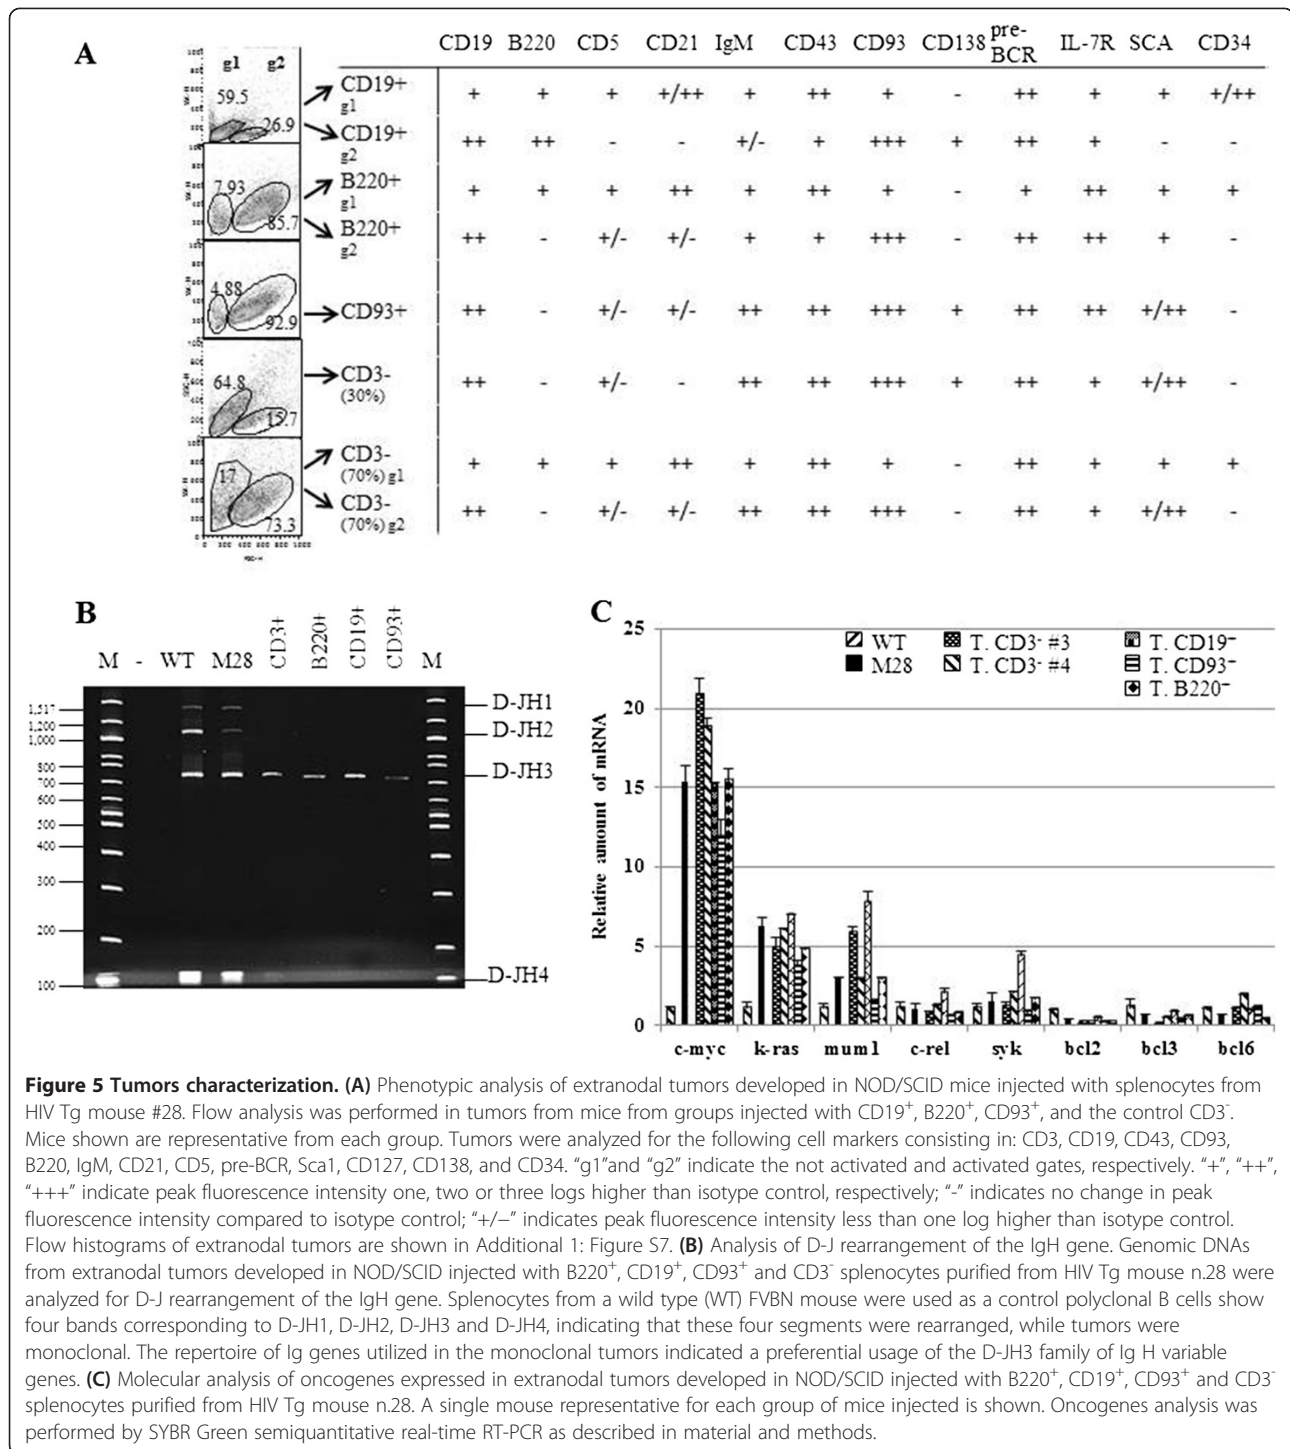 A
g1 g2
CD19 B220 CD5 CD21 IgM CD43 CD93 CD138 pre-BCR IL-7R SCA CD34
59.5
26.9
CD19+ g1 + + + +/++ + ++ + - ++ + + +/++
CD19+ g2 ++ ++ - - +/- + +++ + ++ + - -
7.93
85.7
B220+ g1 + + + ++ + ++ + - + ++ + +
B220+ g2 ++ - +/- +/- + + +++ - ++ ++ + -
4.88
92.9
CD93+ ++ - +/- +/- ++ ++ +++ + ++ ++ +/++ -
64.8
15.7
CD3- (30%) ++ - +/- - ++ ++ +++ + ++ + +/++ -
17
73.3
CD3- (70%) g1 + + + ++ + ++ + - ++ + + +
CD3- (70%) g2 ++ - +/- +/- ++ ++ +++ - ++ + +/++ -
0 200 400 600 800 1000
FSC-H
B
M - WT M28 CD3+ B220+ CD19+ CD93+ M
1,517
1,200
1,000
800
700
600
500
400
300
200
100
D-JH1
D-JH2
D-JH3
D-JH4
C
Relative amount of mRNA
25
20
15
10
5
0
WT
M28
T. CD3- #3
T. CD3- #4
T. CD19-
T. CD93-
T. B220-
c-myc k-ras mum1 c-rel syk bcl2 bcl3 bcl6
Figure 5 Tumors characterization. (A) Phenotypic analysis of extranodal tumors developed in NOD/SCID mice injected with splenocytes from
HIV Tg mouse #28. Flow analysis was performed in tumors from mice from groups injected with CD19+, B220+, CD93+, and the control CD3-.
Mice shown are representative from each group. Tumors were analyzed for the following cell markers consisting in: CD3, CD19, CD43, CD93,
B220, IgM, CD21, CD5, pre-BCR, Sca1, CD127, CD138, and CD34. “g1”and “g2” indicate the not activated and activated gates, respectively. “+”, “++”,
“+++” indicate peak fluorescence intensity one, two or three logs higher than isotype control, respectively; “-” indicates no change in peak
fluorescence intensity compared to isotype control; “+/−” indicates peak fluorescence intensity less than one log higher than isotype control.
Flow histograms of extranodal tumors are shown in Additional 1: Figure S7. (B) Analysis of D-J rearrangement of the IgH gene. Genomic DNAs
from extranodal tumors developed in NOD/SCID injected with B220+, CD19+, CD93+ and CD3- splenocytes purified from HIV Tg mouse n.28 were
analyzed for D-J rearrangement of the IgH gene. Splenocytes from a wild type (WT) FVBN mouse were used as a control polyclonal B cells show
four bands corresponding to D-JH1, D-JH2, D-JH3 and D-JH4, indicating that these four segments were rearranged, while tumors were
monoclonal. The repertoire of Ig genes utilized in the monoclonal tumors indicated a preferential usage of the D-JH3 family of Ig H variable
genes. (C) Molecular analysis of oncogenes expressed in extranodal tumors developed in NOD/SCID injected with B220+, CD19+, CD93+ and CD3-
splenocytes purified from HIV Tg mouse n.28. A single mouse representative for each group of mice injected is shown. Oncogenes analysis was
performed by SYBR Green semiquantitative real-time RT-PCR as described in material and methods.